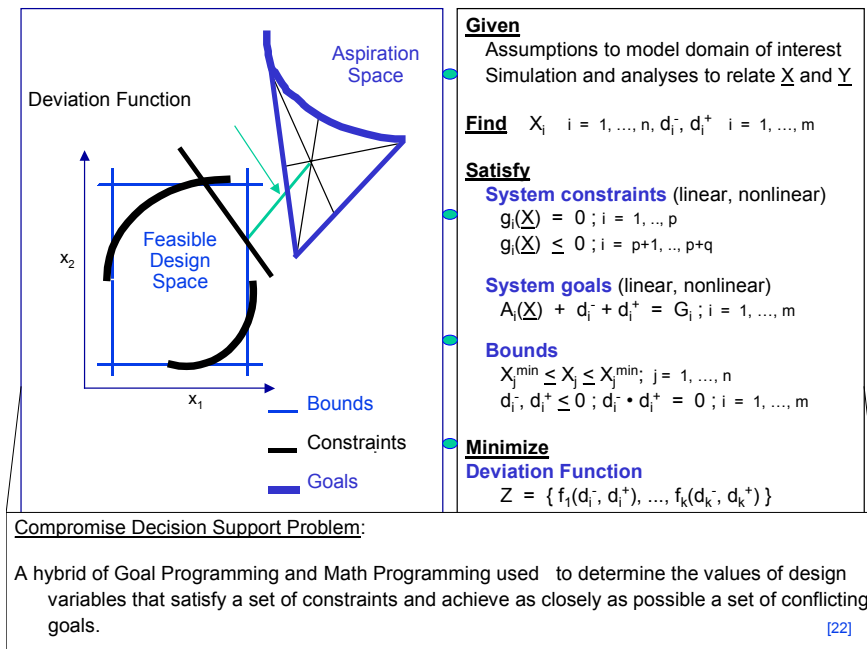 Aspiration
Space
Deviation Function
Feasible
Design
Space
x₂
x₁
Bounds
Constraints
Goals
Given
Assumptions to model domain of interest
Simulation and analyses to relate X and Y
Find Xᵢ i = 1, ..., n, dᵢ⁻, dᵢ⁺ i = 1, ..., m
Satisfy
System constraints (linear, nonlinear)
gᵢ(X) = 0 ; i = 1, .., p
gᵢ(X) ≤ 0 ; i = p+1, .., p+q
System goals (linear, nonlinear)
Aᵢ(X) + dᵢ⁻ + dᵢ⁺ = Gᵢ ; i = 1, ..., m
Bounds
Xⱼᵐⁱⁿ ≤ Xⱼ ≤ Xⱼᵐⁱⁿ; j = 1, ..., n
dᵢ⁻, dᵢ⁺ ≤ 0 ; dᵢ⁻ • dᵢ⁺ = 0 ; i = 1, ..., m
Minimize
Deviation Function
Z = { f₁(dᵢ⁻, dᵢ⁺), ..., fₖ(dₖ⁻, dₖ⁺) }
Compromise Decision Support Problem:
A hybrid of Goal Programming and Math Programming used to determine the values of design
variables that satisfy a set of constraints and achieve as closely as possible a set of conflicting
goals.
[22]